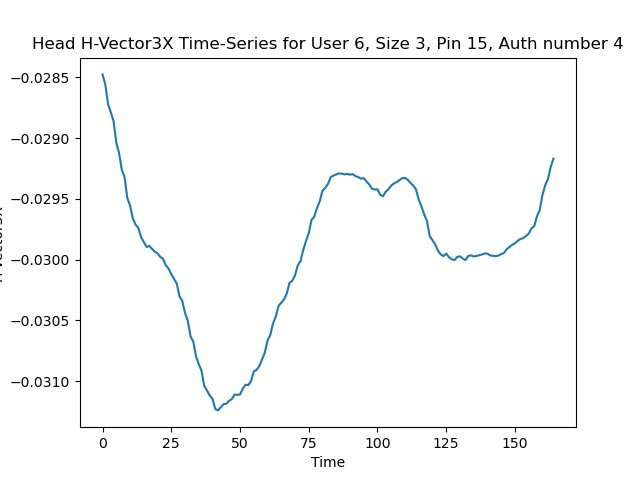 Head H-Vector3X Time-Series for User 6, Size 3, Pin 15, Auth number 4
−0.0285
−0.0290
−0.0295
−0.0300
−0.0305
−0.0310
H-Vector3X
0 25 50 75 100 125 150
Time